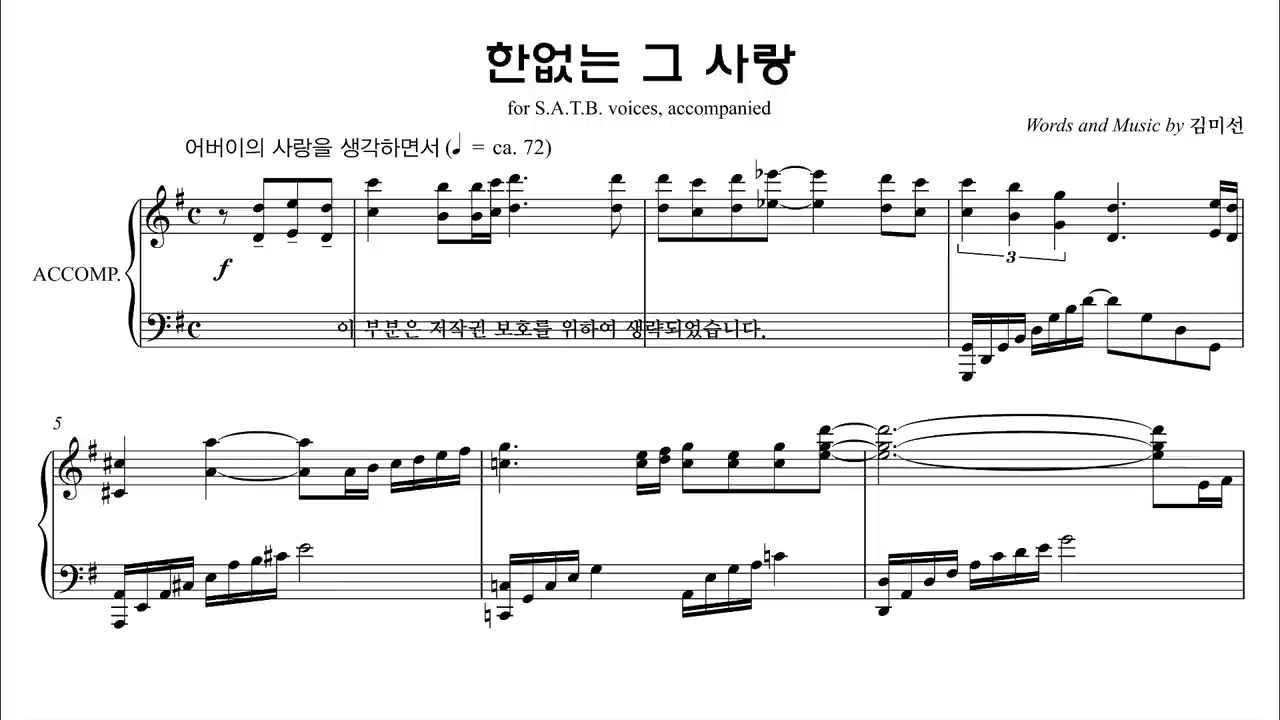 한없는 그 사랑
for S.A.T.B. voices, accompanied
Words and Music by 김미선
어버이의 사랑을 생각하면서 (♩ = ca. 72)
f
3
ACCOMP.
이 부분은 저작권 보호를 위하여 생략되었습니다.
5